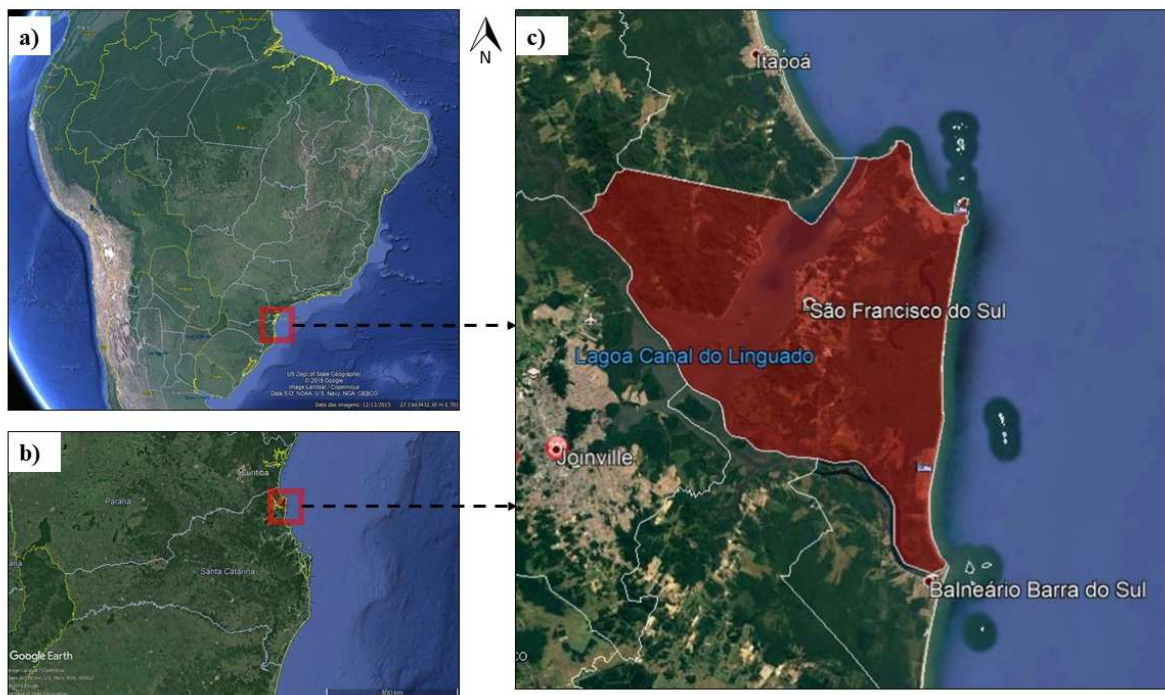 a)
N
US Dept of State Geographer
© 2018 Google
Image Landsat / Copernicus
Data SIO, NOAA, U.S. Navy, NGA, GEBCO
b)
Curitiba
Paraná
Santa Catarina
Google Earth
300 km
c)
Itapoá
São Francisco do Sul
Lagoa Canal do Linguado
Joinville
Balneário Barra do Sul